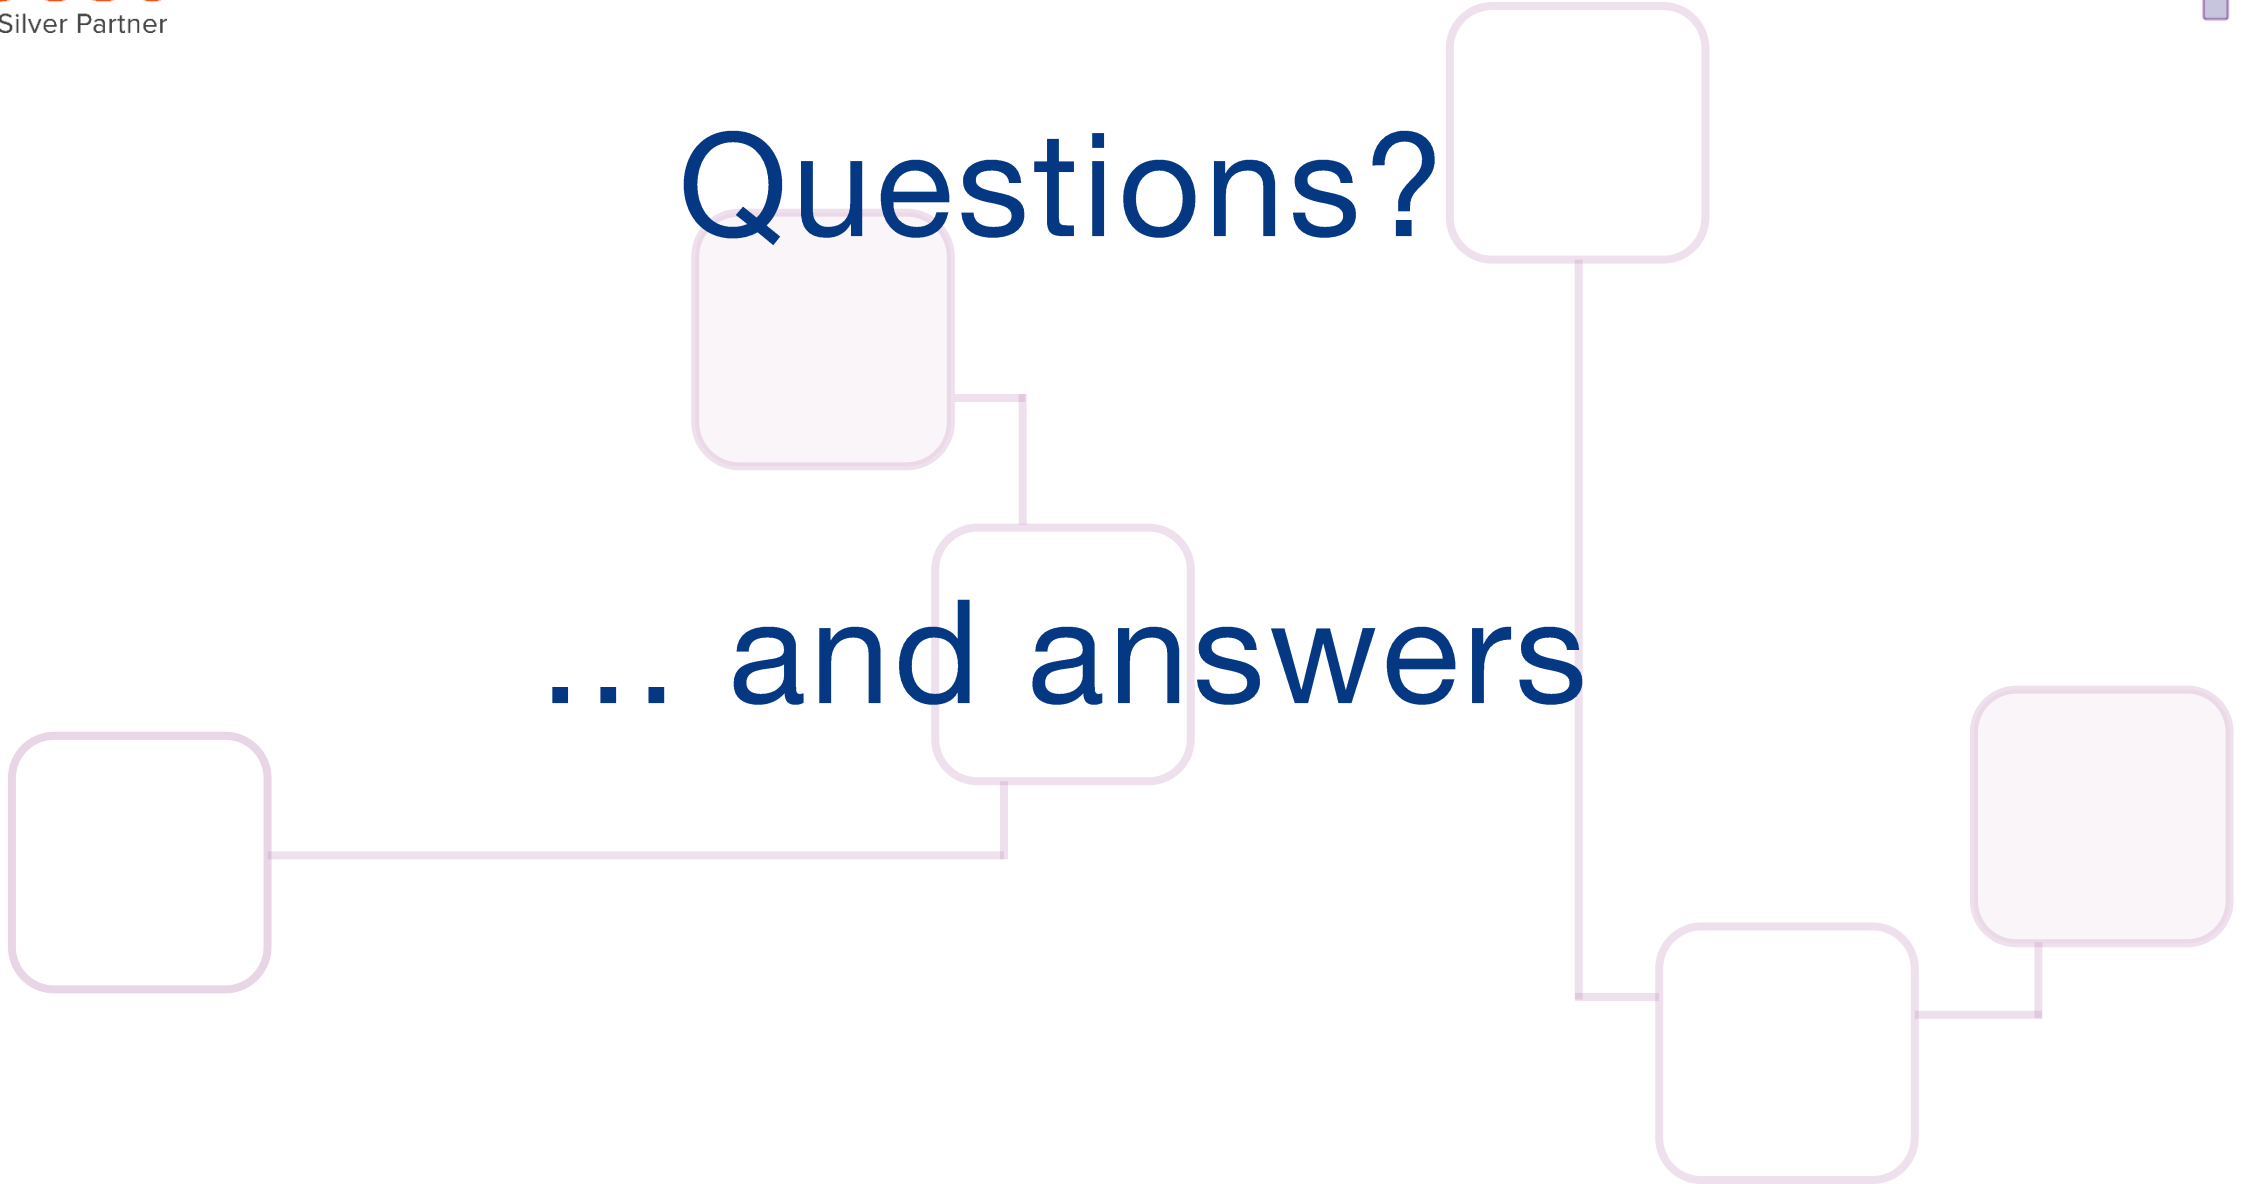 Silver Partner
Questions?
... and answers